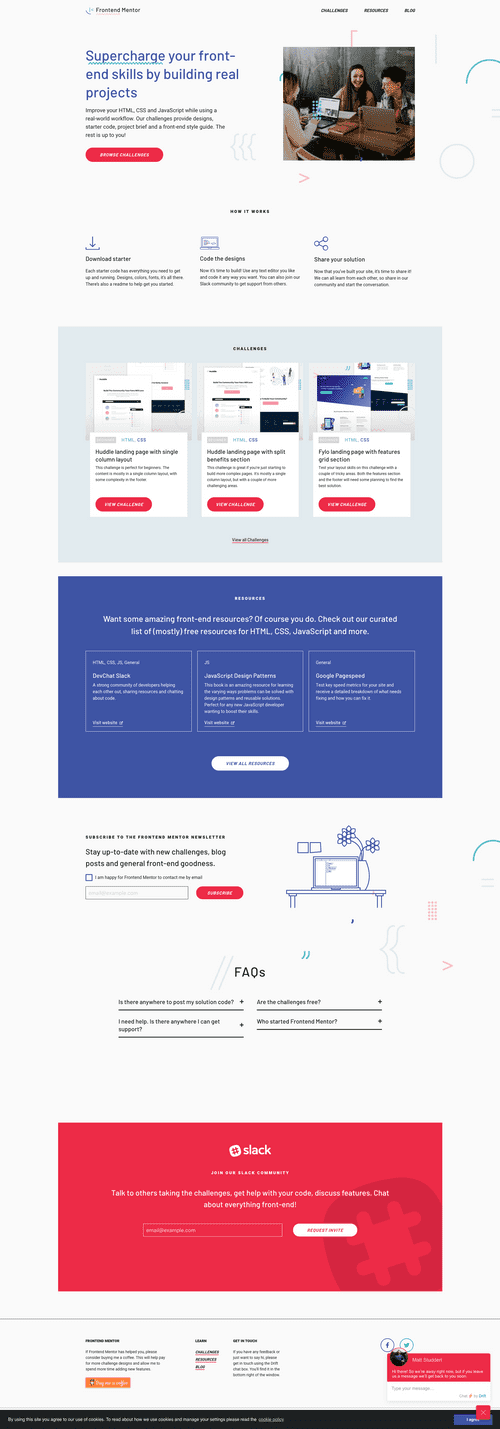 Frontend Mentor
CHALLENGES
RESOURCES
BLOG
Supercharge your front-
end skills by building real
projects
Improve your HTML, CSS and JavaScript while using a
real-world workflow. Our challenges provide designs,
starter code, project brief and a front-end style guide. The
rest is up to you!
BROWSE CHALLENGES
HOW IT WORKS
Download starter
Each starter code has everything you need to get
up and running. Designs, colors, fonts, it's all there.
There's also a readme to help get you started.
Code the designs
Now it's time to build! Use any text editor you like
and code it any way you want. You can also join our
Slack community to get support from others.
Share your solution
Now that you've built your site, it's time to share it!
We can all learn from each other, so share in our
community and start the conversation.
CHALLENGES
HTML, CSS
Huddle landing page with single
column layout
This challenge is perfect for beginners. The
content is mostly in a single column layout, with
some complexity in the footer
VIEW CHALLENGE
HTML, CSS
Huddle landing page with split
benefits section
This challenge is great if you're just starting to
build more complex pages. It's mostly a single
column layout, but with a couple of more
challenging areas.
VIEW CHALLENGE
HTML, CSS
Fylo landing page with features
grid section
Test your layout skills on this challenge with a
couple of tricky areas. Both the features section
and the footer will need some planning to find the
best solution.
VIEW CHALLENGE
View all Challenges
RESOURCES
Want some amazing front-end resources? Of course you do. Check out our curated
list of (mostly) free resources for HTML, CSS, JavaScript and more.
HTML, CSS, JS, General
DevChat Slack
A strong community of developers helping
each other out, sharing resources and chatting
about code.
Visit website
JS
JavaScript Design Patterns
This book is an amazing resource for learning
the varying ways problems can be solved with
design patterns and reusable solutions.
Perfect for any new JavaScript developer
wanting to boost their skills.
Visit website
General
Google Pagespeed
Test key speed metrics for your site and
receive a detailed breakdown of what needs
fixing and how you can fix it
Visit website
VIEW ALL RESOURCES
SUBSCRIBE TO THE FRONTEND MENTOR NEWSLETTER
Stay up-to-date with new challenges, blog
posts and general front-end goodness.
I am happy for Frontend Mentor to contact me by email
email@example.com
SUBSCRIBE
FAQs
Is there anywhere to post my solution code? +
I need help. Is there anywhere I can get
support? +
Are the challenges free? +
Who started Frontend Mentor? +
slack
JOIN OUR SLACK COMMUNITY
Talk to others taking the challenges, get help with your code, discuss features. Chat
about everything front-end!
email@example.com
REQUEST INVITE
FRONTEND MENTOR
If Frontend Mentor has helped you, please
consider buying me a coffee. This will help pay
for more challenge designs and allow me to
spend more time adding new features.
Buy me a coffee
LEARN
CHALLENGES
RESOURCES
BLOG
GET IN TOUCH
If you have any feedback or
just want to say hi, please
get in touch using the Drift
chat box. You'll find it in the
bottom right of the window.
Matt Studdert
Hi there! So we're away right now, but if you leave
us a message we'll get back to you soon.
Type your message...
Chat by Drift
By using this site you agree to our use of cookies. To read about how we use cookies and manage your settings please read the cookie policy
I agree